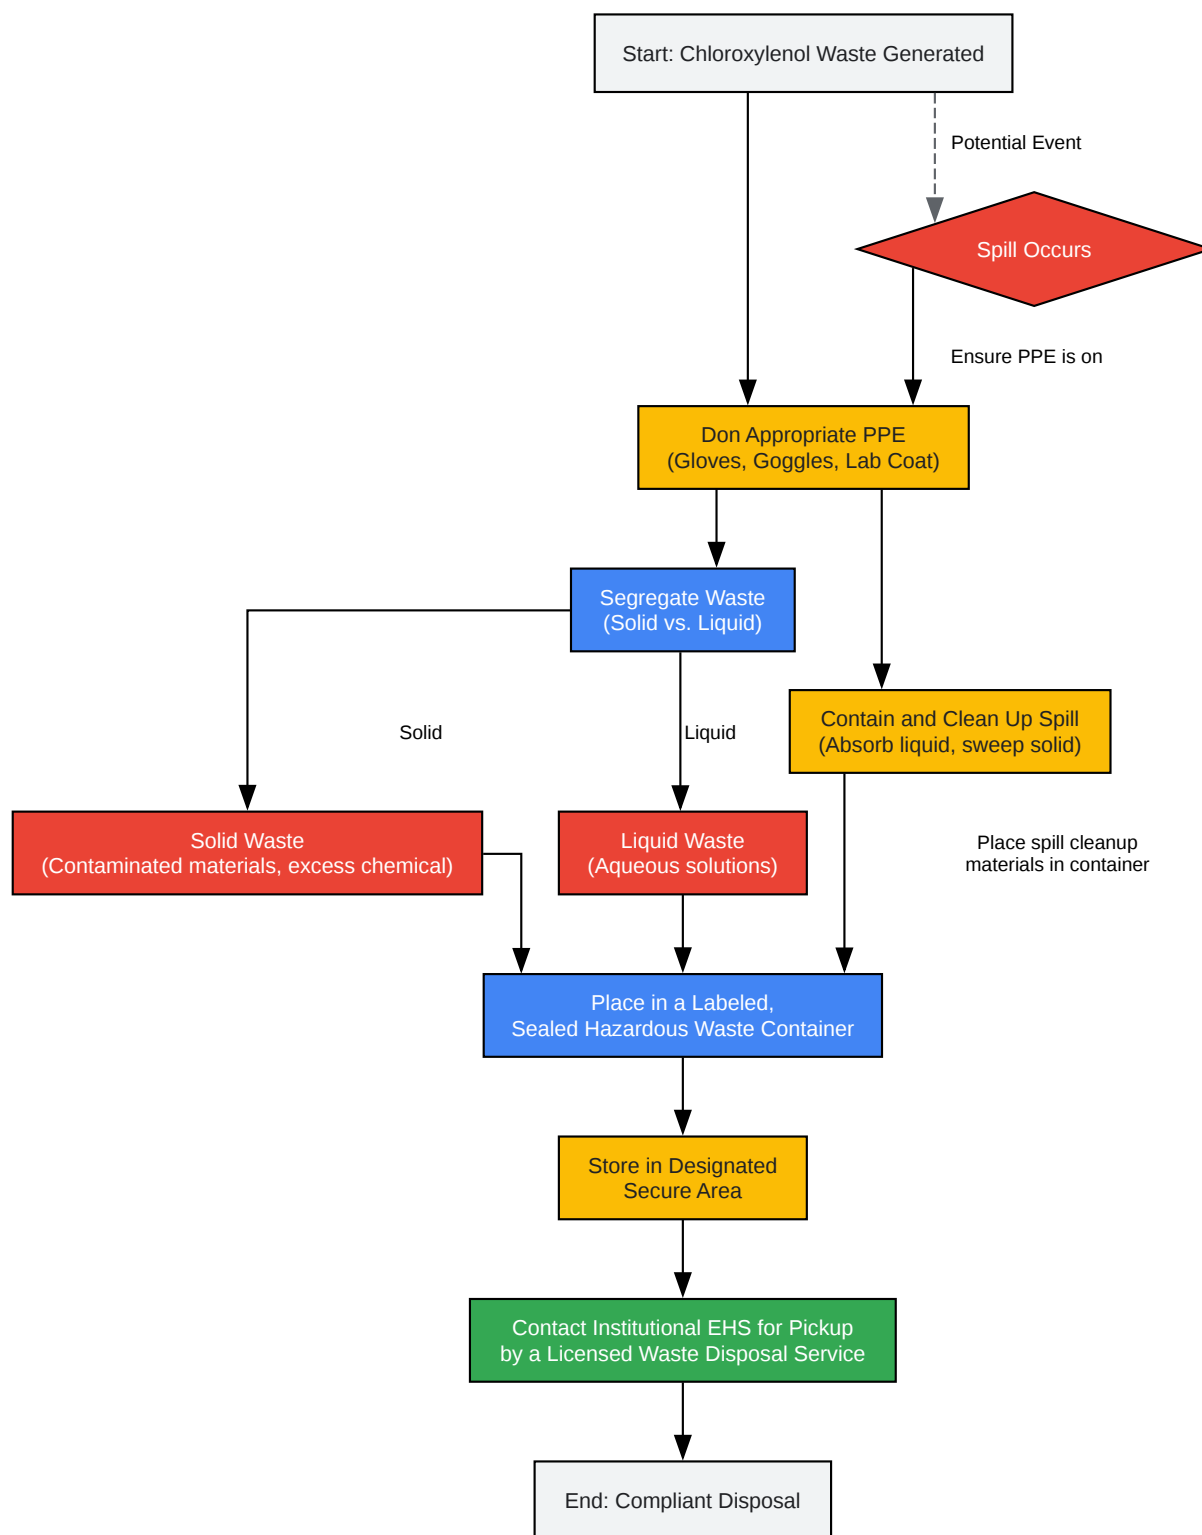 Start: Chloroxylenol Waste Generated
Potential Event
Spill Occurs
Ensure PPE is on
Don Appropriate PPE
(Gloves, Goggles, Lab Coat)
Segregate Waste
(Solid vs. Liquid)
Contain and Clean Up Spill
(Absorb liquid, sweep solid)
Solid
Liquid
Solid Waste
(Contaminated materials, excess chemical)
Liquid Waste
(Aqueous solutions)
Place spill cleanup
materials in container
Place in a Labeled,
Sealed Hazardous Waste Container
Store in Designated
Secure Area
Contact Institutional EHS for Pickup
by a Licensed Waste Disposal Service
End: Compliant Disposal